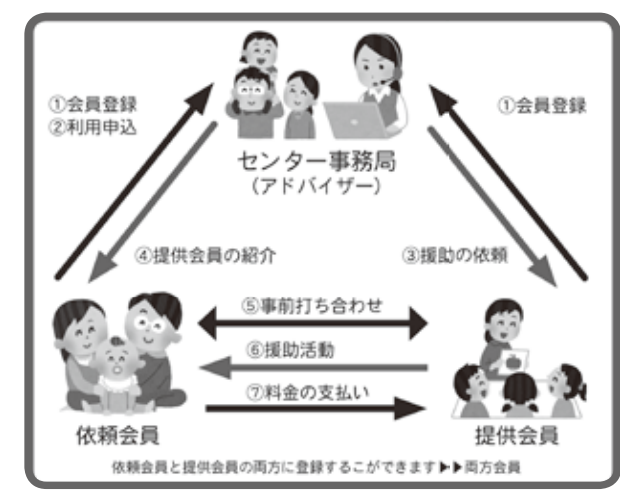 ①会員登録
②利用申込
①会員登録
センター事務局
（アドバイザー）
④提供会員の紹介
③援助の依頼
⑤事前打ち合わせ
⑥援助活動
⑦料金の支払い
依頼会員
提供会員
依頼会員と提供会員の両方に登録するこができます▶▶両方会員